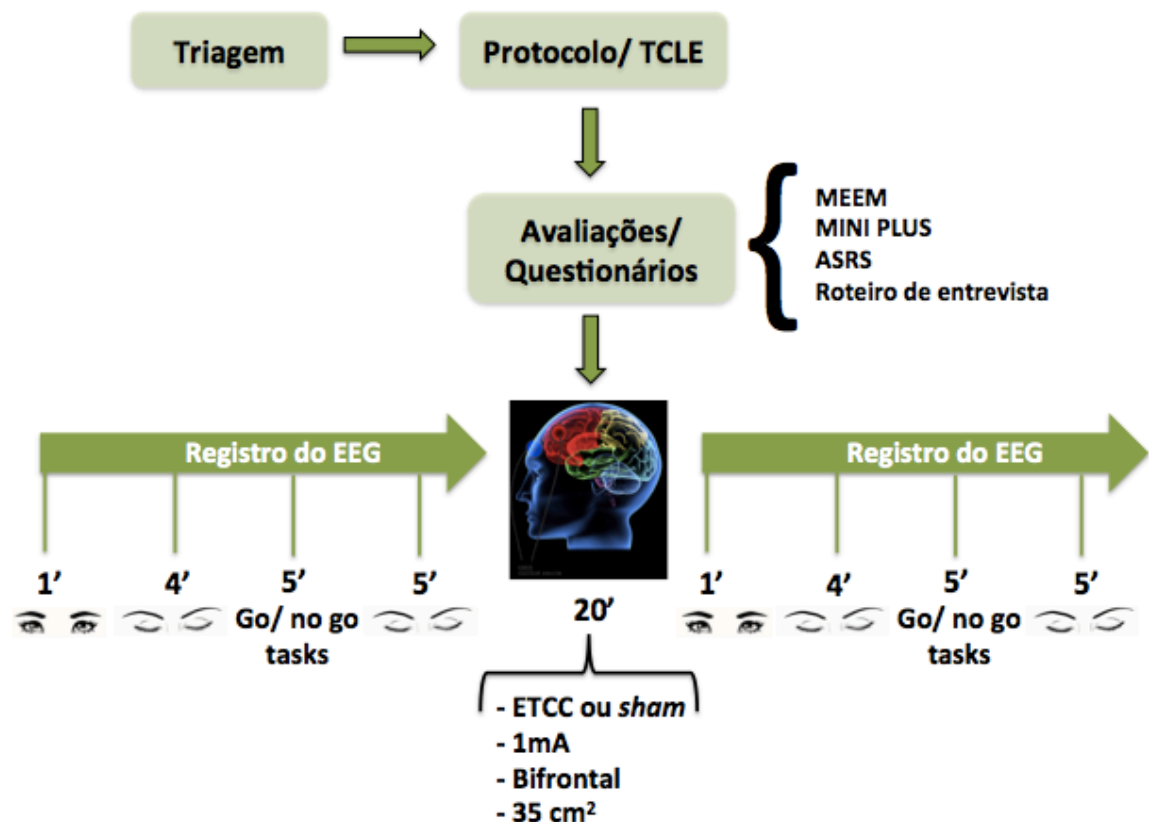 Triagem
Protocolo/ TCLE
Avaliações/
Questionários
MEEM
MINI PLUS
ASRS
Roteiro de entrevista
Registro do EEG
1’
4’
5’
Go/ no go
tasks
5’
20’
- ETCC ou sham
- 1mA
- Bifrontal
- 35 cm²
Registro do EEG
1’
4’
5’
Go/ no go
tasks
5’